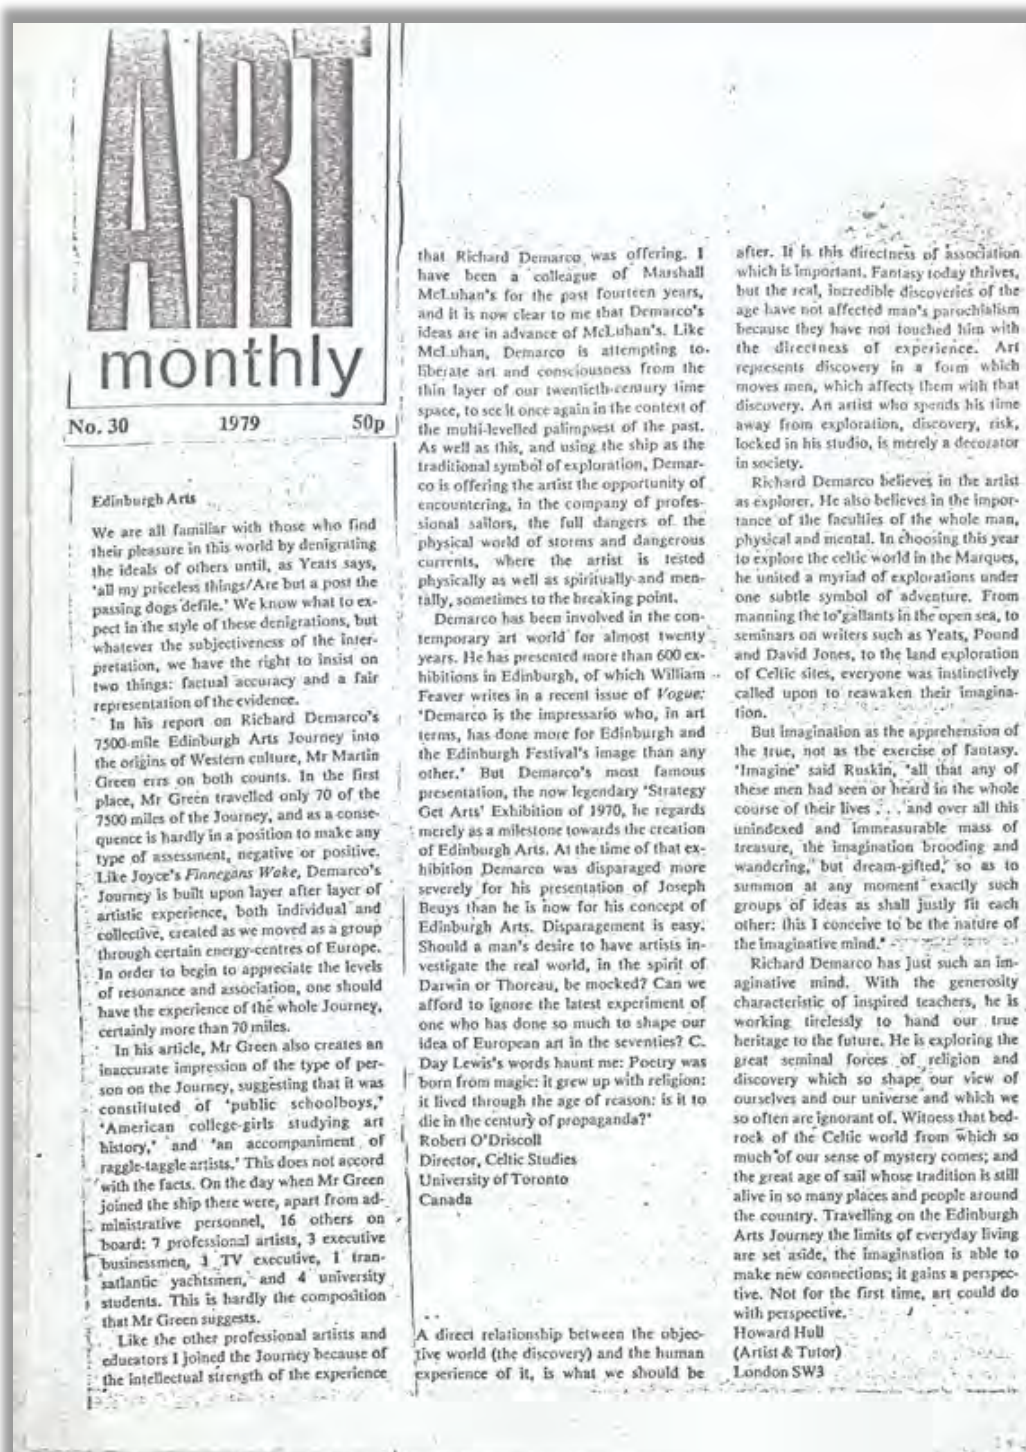 ART
monthly
No. 30 1979 50p
Edinburgh Arts
We are all familiar with those who find
their pleasure in this world by denigrating
the ideals of others until, as Yeats says,
'all my priceless things/Are but a post the
passing dogs defile.' We know what to ex-
pect in the style of these denigrations, but
whatever the subjectiveness of the inter-
pretation, we have the right to insist on
two things: factual accuracy and a fair
representation of the evidence.
In his report on Richard Demarco's
7500-mile Edinburgh Arts Journey into
the origins of Western culture, Mr Martin
Green errs on both counts. In the first
place, Mr Green travelled only 70 of the
7500 miles of the Journey, and as a conse-
quence is hardly in a position to make any
type of assessment, negative or positive.
Like Joyce's Finnegans Wake, Demarco's
Journey is built upon layer after layer of
artistic experience, both individual and
collective, created as we moved as a group
through certain energy-centres of Europe.
In order to begin to appreciate the levels
of resonance and association, one should
have the experience of the whole Journey,
certainly more than 70 miles.
In his article, Mr Green also creates an
inaccurate impression of the type of per-
son on the Journey, suggesting that it was
constituted of 'public schoolboys,'
'American college-girls studying art
history,' and 'an accompaniment of
raggle-taggle artists.' This does not accord
with the facts. On the day when Mr Green
joined the ship there were, apart from ad-
ministrative personnel, 16 others on
board: 7 professional artists, 3 executive
businessmen, 1 TV executive, 1 tran-
satlantic yachtsmen, and 4 university
students. This is hardly the composition
that Mr Green suggests.
Like the other professional artists and
educators I joined the Journey because of
the intellectual strength of the experience
that Richard Demarco was offering. I
have been a colleague of Marshall
McLuhan's for the past fourteen years,
and it is now clear to me that Demarco's
ideas are in advance of McLuhan's. Like
McLuhan, Demarco is attempting to
liberate art and consciousness from the
thin layer of our twentieth-century time
space, to see it once again in the context of
the multi-levelled palimpsest of the past.
As well as this, and using the ship as the
traditional symbol of exploration, Demar-
co is offering the artist the opportunity of
encountering, in the company of profes-
sional sailors, the full dangers of the
physical world of storms and dangerous
currents, where the artist is tested
physically as well as spiritually and men-
tally, sometimes to the breaking point.
Demarco has been involved in the con-
temporary art world for almost twenty
years. He has presented more than 600 ex-
hibitions in Edinburgh, of which William
Feaver writes in a recent issue of Vogue:
'Demarco is the impressario who, in art
terms, has done more for Edinburgh and
the Edinburgh Festival's image than any
other.' But Demarco's most famous
presentation, the now legendary 'Strategy
Get Arts' Exhibition of 1970, he regards
merely as a milestone towards the creation
of Edinburgh Arts. At the time of that ex-
hibition Demarco was disparaged more
severely for his presentation of Joseph
Beuys than he is now for his concept of
Edinburgh Arts. Disparagement is easy.
Should a man's desire to have artists in-
vestigate the real world, in the spirit of
Darwin or Thoreau, be mocked? Can we
afford to ignore the latest experiment of
one who has done so much to shape our
idea of European art in the seventies? C.
Day Lewis's words haunt me: Poetry was
born from magic: it grew up with religion:
it lived through the age of reason: is it to
die in the century of propaganda?'
Robert O'Driscoll
Director, Celtic Studies
University of Toronto
Canada
A direct relationship between the objec-
tive world (the discovery) and the human
experience of it, is what we should be
after. It is this directness of association
which is important. Fantasy today thrives,
but the real, incredible discoveries of the
age have not affected man's parochialism
because they have not touched him with
the directness of experience. Art
represents discovery in a form which
moves men, which affects them with that
discovery. An artist who spends his time
away from exploration, discovery, risk,
locked in his studio, is merely a decorator
in society.
Richard Demarco believes in the artist
as explorer. He also believes in the impor-
tance of the faculties of the whole man,
physical and mental. In choosing this year
to explore the celtic world in the Marques,
he united a myriad of explorations under
one subtle symbol of adventure. From
manning the to'gallants in the open sea, to
seminars on writers such as Yeats, Pound
and David Jones, to the land exploration
of Celtic sites, everyone was instinctively
called upon to reawaken their imagina-
tion.
But imagination as the apprehension of
the true, not as the exercise of fantasy.
'Imagine' said Ruskin, 'all that any of
these men had seen or heard in the whole
course of their lives . . . and over all this
unindexed and immeasurable mass of
treasure, the imagination brooding and
wandering, but dream-gifted, so as to
summon at any moment exactly such
groups of ideas as shall justly fit each
other: this I conceive to be the nature of
the imaginative mind.'
Richard Demarco has just such an im-
aginative mind. With the generosity
characteristic of inspired teachers, he is
working tirelessly to hand our true
heritage to the future. He is exploring the
great seminal forces of religion and
discovery which so shape our view of
ourselves and our universe and which we
so often are ignorant of. Witness that bed-
rock of the Celtic world from which so
much of our sense of mystery comes; and
the great age of sail whose tradition is still
alive in so many places and people around
the country. Travelling on the Edinburgh
Arts Journey the limits of everyday living
are set aside, the imagination is able to
make new connections; it gains a perspec-
tive. Not for the first time, art could do
with perspective.
Howard Hull
(Artist & Tutor)
London SW3